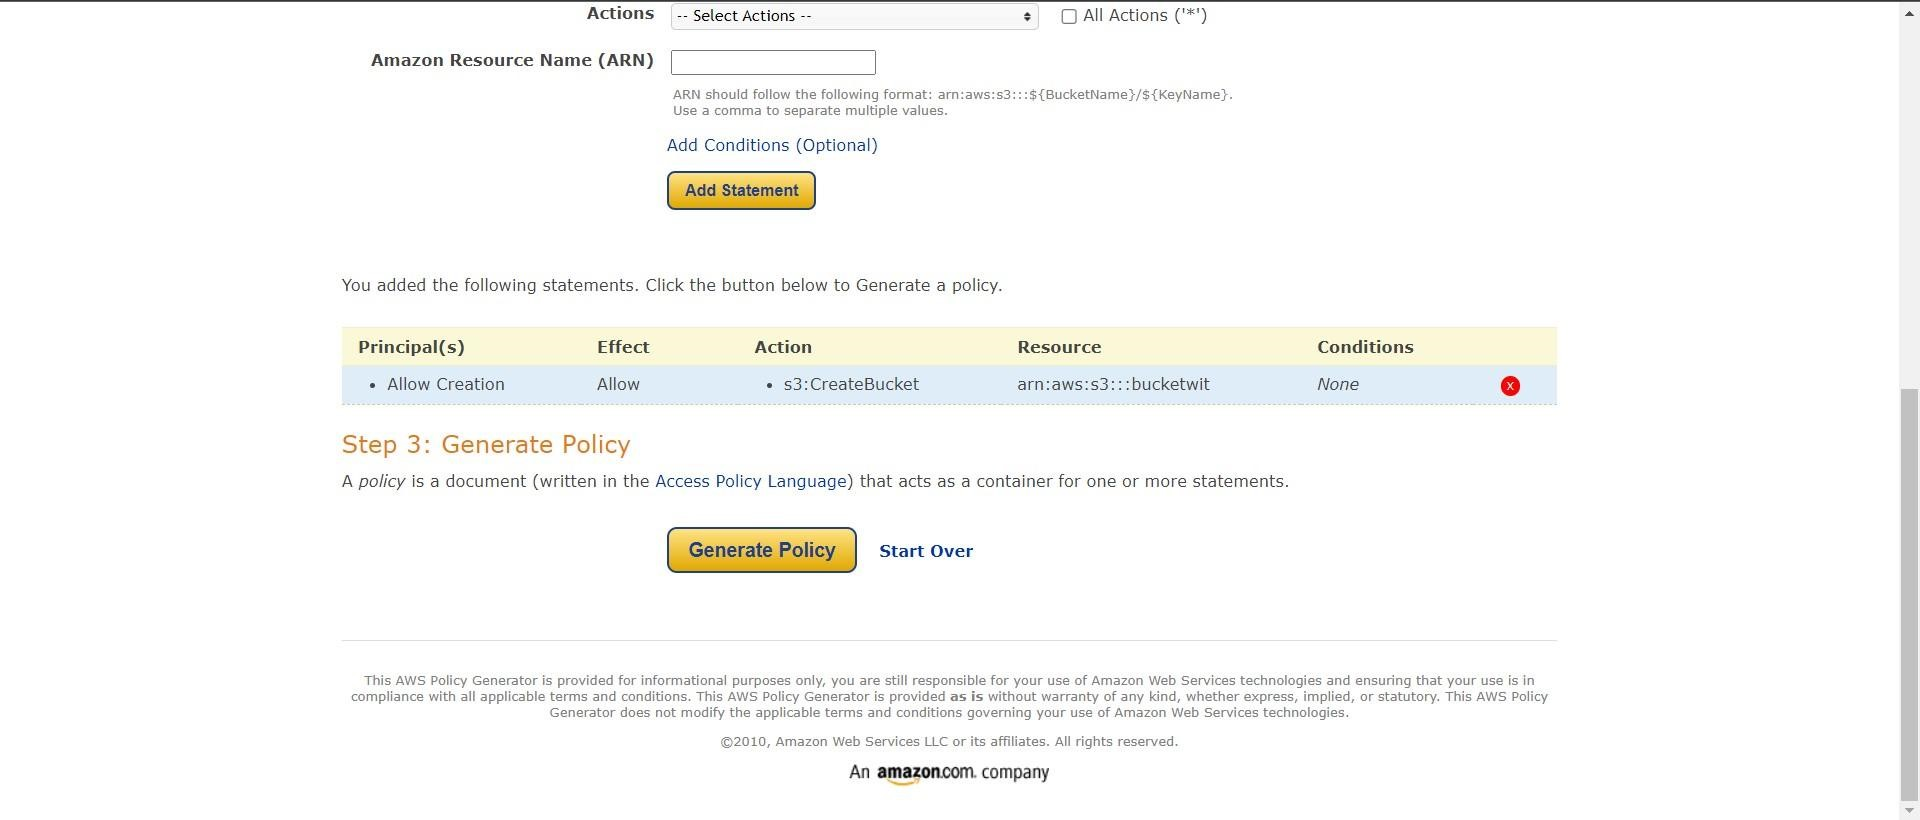 Actions -- Select Actions -- All Actions ('*')
Amazon Resource Name (ARN)
ARN should follow the following format: arn:aws:s3:::${BucketName}/${KeyName}.
Use a comma to separate multiple values.
Add Conditions (Optional)
Add Statement
You added the following statements. Click the button below to Generate a policy.
Principal(s) Effect Action Resource Conditions
• Allow Creation Allow • s3:CreateBucket arn:aws:s3:::bucketwit None x
Step 3: Generate Policy
A policy is a document (written in the Access Policy Language) that acts as a container for one or more statements.
Generate Policy Start Over
This AWS Policy Generator is provided for informational purposes only, you are still responsible for your use of Amazon Web Services technologies and ensuring that your use is in
compliance with all applicable terms and conditions. This AWS Policy Generator is provided as is without warranty of any kind, whether express, implied, or statutory. This AWS Policy
Generator does not modify the applicable terms and conditions governing your use of Amazon Web Services technologies.
©2010, Amazon Web Services LLC or its affiliates. All rights reserved.
An amazon.com. company